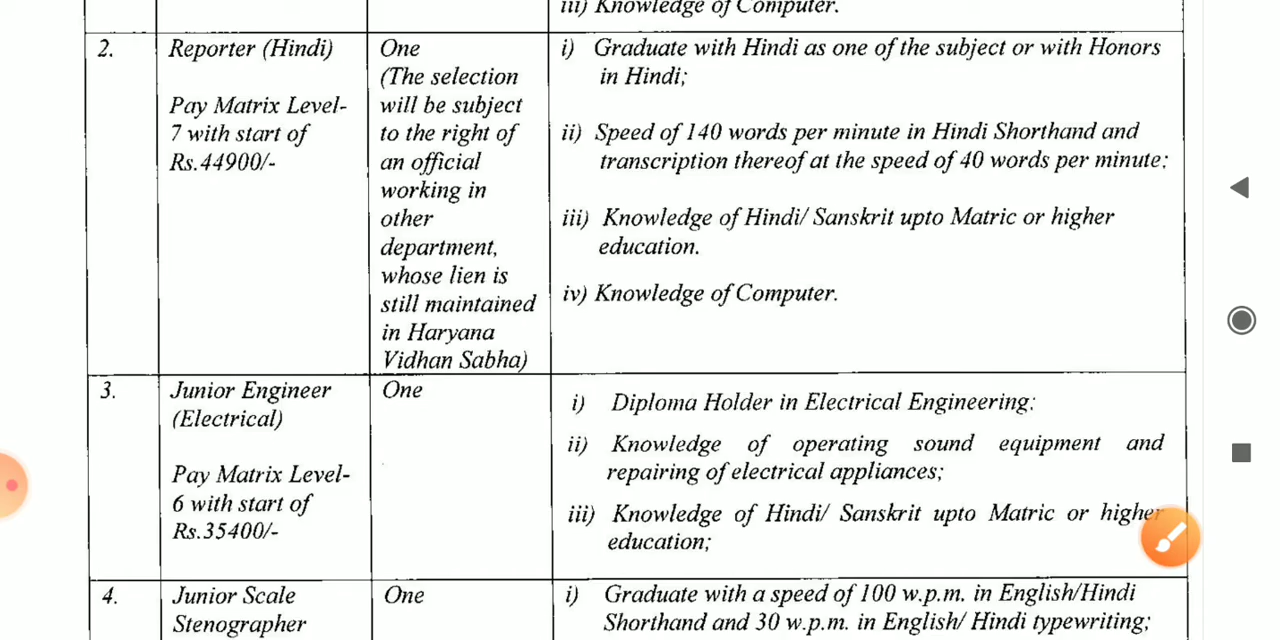 iii) Knowledge of Computer.
2.
Reporter (Hindi)
Pay Matrix Level-
7 with start of
Rs.44900/-
One
(The selection
will be subject
to the right of
an official
working in
other
department,
whose lien is
still maintained
in Haryana
Vidhan Sabha)
i) Graduate with Hindi as one of the subject or with Honors
in Hindi;
ii) Speed of 140 words per minute in Hindi Shorthand and
transcription thereof at the speed of 40 words per minute;
iii) Knowledge of Hindi/ Sanskrit upto Matric or higher
education.
iv) Knowledge of Computer.
3.
Junior Engineer
(Electrical)
Pay Matrix Level-
6 with start of
Rs.35400/-
One
i) Diploma Holder in Electrical Engineering;
ii) Knowledge of operating sound equipment and
repairing of electrical appliances;
iii) Knowledge of Hindi/ Sanskrit upto Matric or higher
education;
4.
Junior Scale
Stenographer
One
i) Graduate with a speed of 100 w.p.m. in English/Hindi
Shorthand and 30 w.p.m. in English/ Hindi typewriting;